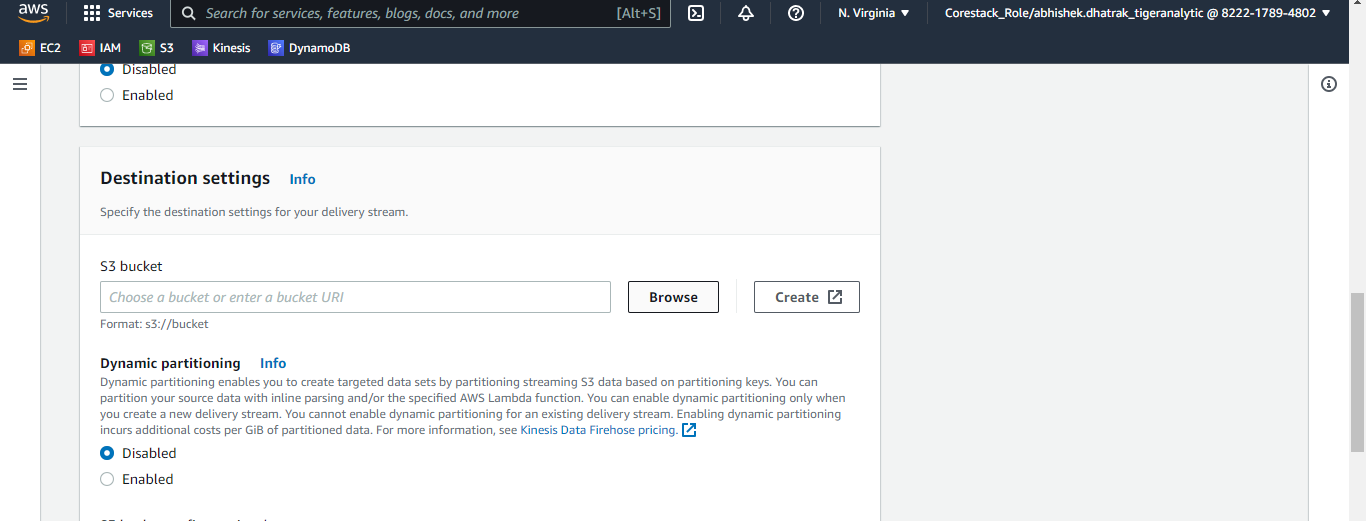 aws
Services
Search for services, features, blogs, docs, and more
[Alt+S]
N. Virginia
Corestack_Role/abhishek.dhatrak_tigeranalytic @ 8222-1789-4802
EC2
IAM
S3
Kinesis
DynamoDB
Disabled
Enabled
Destination settings
Info
Specify the destination settings for your delivery stream.
S3 bucket
Choose a bucket or enter a bucket URI
Browse
Create
Format: s3://bucket
Dynamic partitioning
Info
Dynamic partitioning enables you to create targeted data sets by partitioning streaming S3 data based on partitioning keys. You can
partition your source data with inline parsing and/or the specified AWS Lambda function. You can enable dynamic partitioning only when
you create a new delivery stream. You cannot enable dynamic partitioning for an existing delivery stream. Enabling dynamic partitioning
incurs additional costs per GiB of partitioned data. For more information, see Kinesis Data Firehose pricing.
Disabled
Enabled